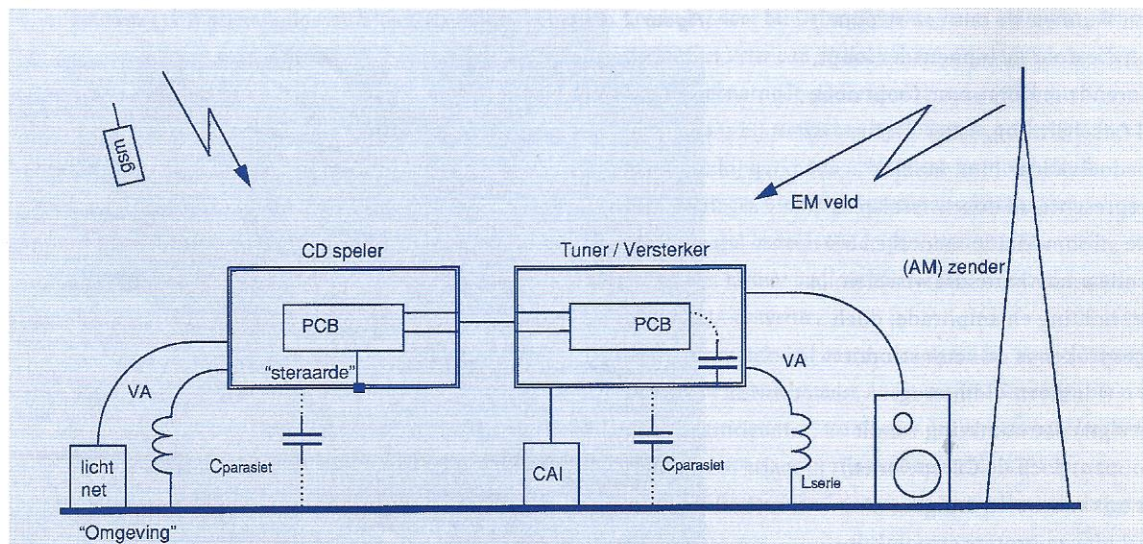 gsm
EM veld
CD speler
Tuner / Versterker
(AM) zender
PCB
PCB
"steraarde"
VA
VA
licht
net
Cparasiet
CAI
Cparasiet
Lserie
"Omgeving"